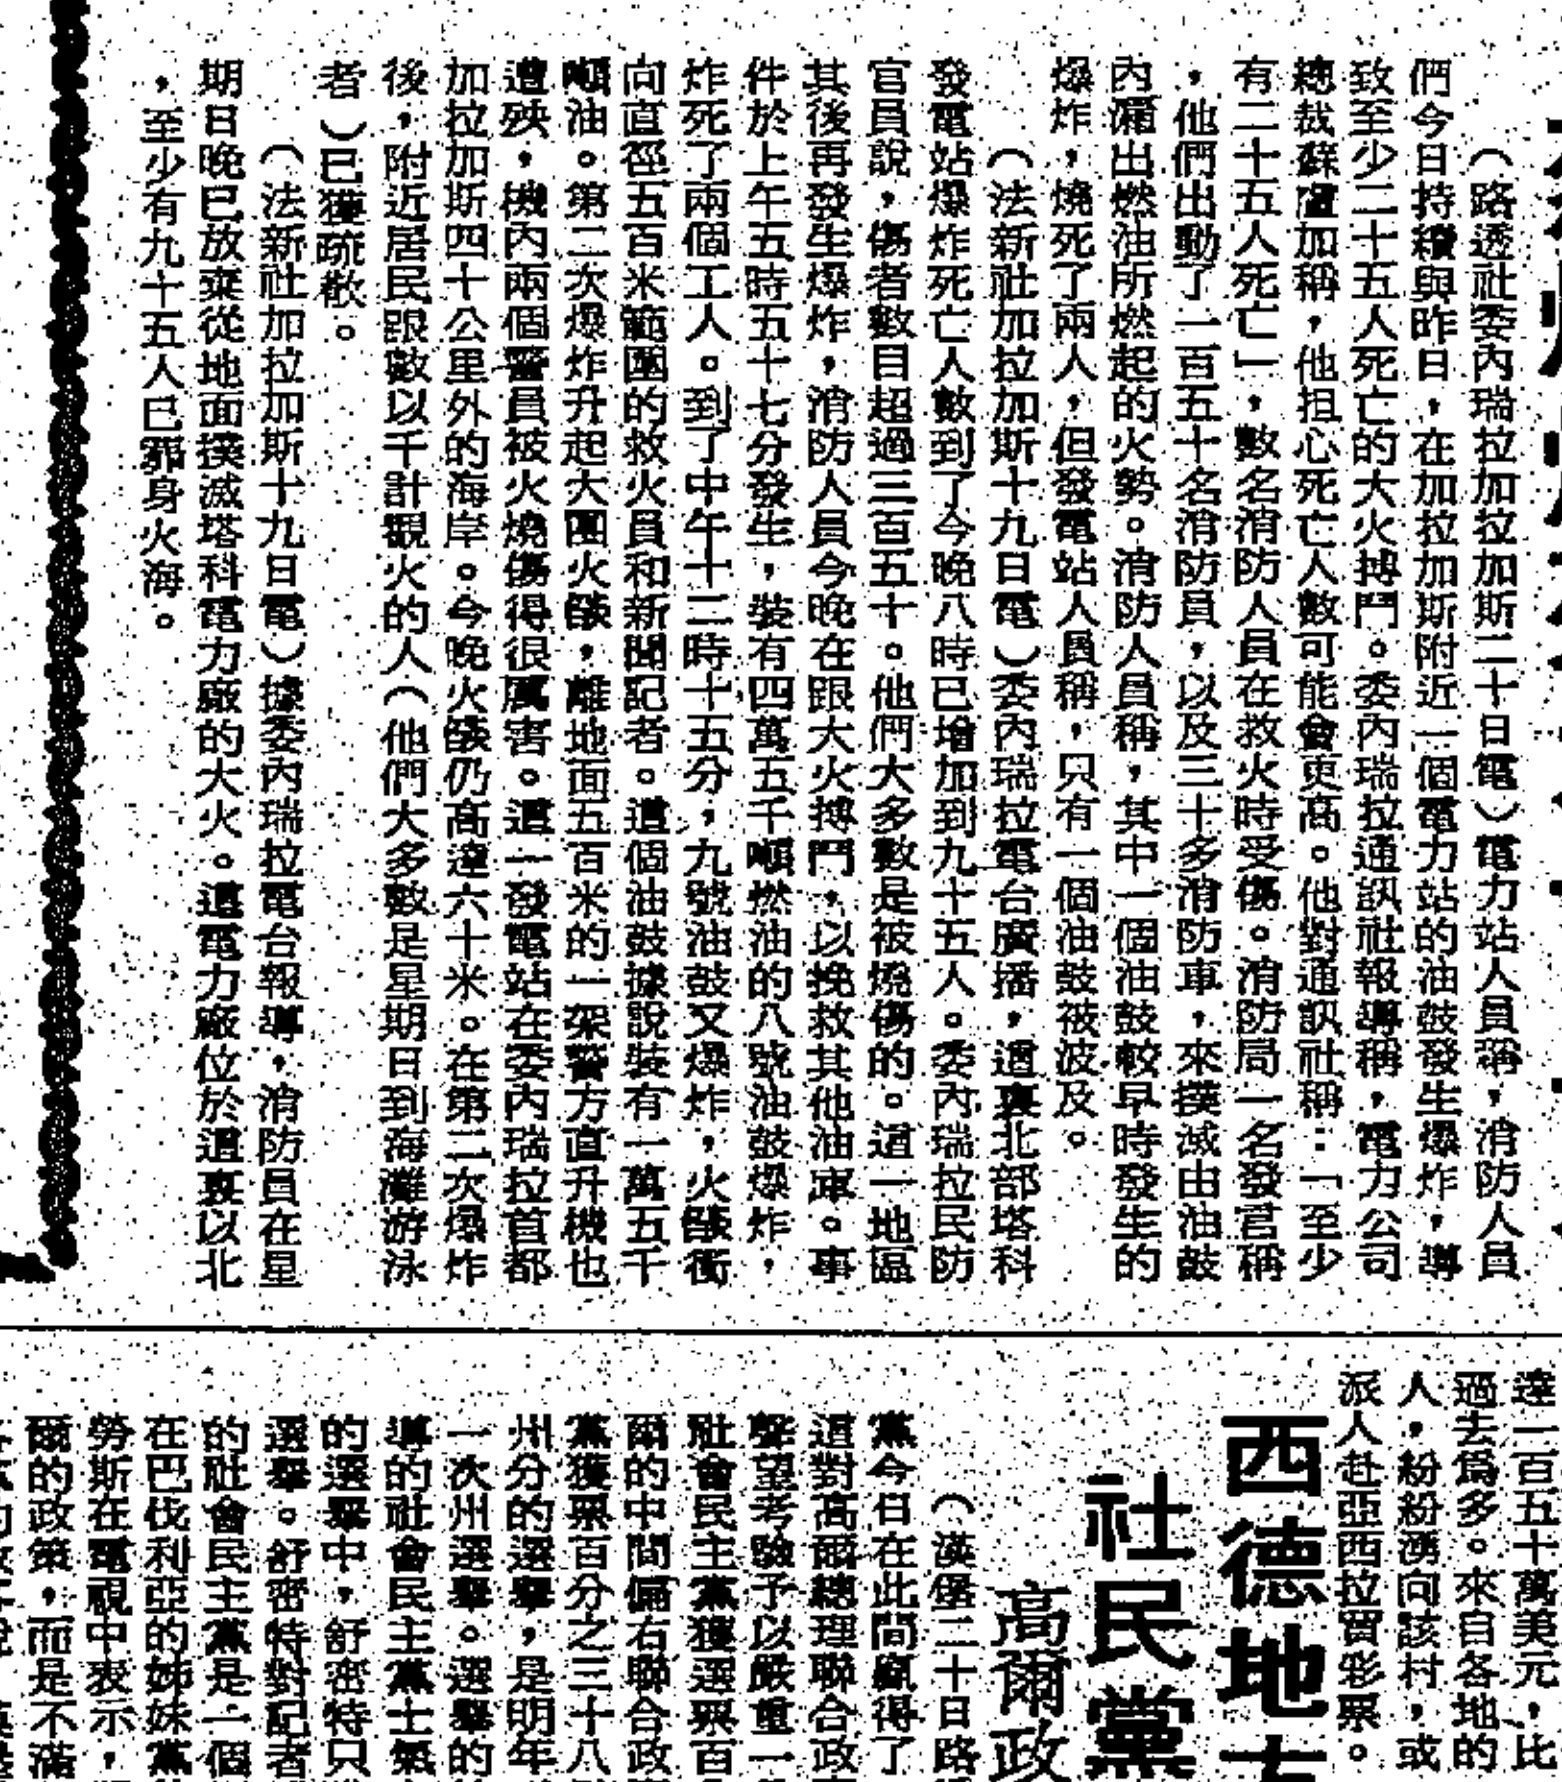 （路透社委內瑞拉加拉加斯二十日電）電力站人員稱，消防人員
們今日持續與昨日，在加拉加斯附近一個電力站的油鼓發生爆炸，導
致至少二十五人死亡的大火搏鬥。委內瑞拉通訊社報導稱，電力公司
總裁蘇盧加稱，他担心死亡人數可能會更高。他對通訊社稱：「至少
有二十五人死亡」，數名消防人員在救火時受傷。消防局一名發言稱
，他們出動了一百五十名消防員，以及三十多消防車，來撲滅由油鼓
內漏出燃油所燃起的火勢。消防人員稱，其中一個油鼓較早時發生的
爆炸，燒死了兩人，但發電站人員稱，只有一個油鼓被波及。
（法新社加拉加斯十九日電）委內瑞拉電台廣播，這裏北部塔科
發電站爆炸死亡人數到了今晚八時已增加到九十五人。委內瑞拉民防
官員說，傷者數目超過三百五十。他們大多數是被燒傷的。這一地區
其後再發生爆炸，消防人員今晚在跟大火搏鬥，以挽救其他油庫。事
件於上午五時五十七分發生，裝有四萬五千噸燃油的八號油鼓爆炸，
炸死了兩個工人。到了中午十二時十五分，九號油鼓又爆炸，火燄衝
向直徑五百米範圍的救火員和新聞記者。這個油鼓據說裝有一萬五千
噸油。第二次爆炸升起大團火燄，離地面五百米的一架警方直升機也
遭殃，機內兩個警員被火燒傷得很厲害。這一發電站在委內瑞拉首都
加拉加斯四十公里外的海岸。今晚火燄仍高達六十米。在第二次爆炸
後，附近居民跟數以千計觀火的人（他們大多數是星期日到海灘游泳
者）已獲疏散。
（法新社加拉加斯十九日電）據委內瑞拉電台報導，消防員在星
期日晚已放棄從地面撲滅塔科電力廠的大火。這電力廠位於這裏以北
，至少有九十五人已葬身火海。
達一百五十萬美元，比
過去爲多。來自各地的
人，紛紛湧向該村，或
派人赴亞西拉買彩票。
西德地
社民黨
高爾政
（漢堡二十日路
黨今日在此間贏得了
這對高爾總理聯合政
聲望考驗予以嚴重一
社會民主黨獲選票百
爾的中間偏右聯合政
黨獲票百分之三十八
州分的選舉，是明年
一次州選舉。選舉的
導的社會民主黨士氣
的選舉中，舒密特只
選舉。舒密特對記者
的社會民主黨是一個
在巴伐利亞的姊妹黨
勞斯在電視中表示，
爾的政策，而是不滿